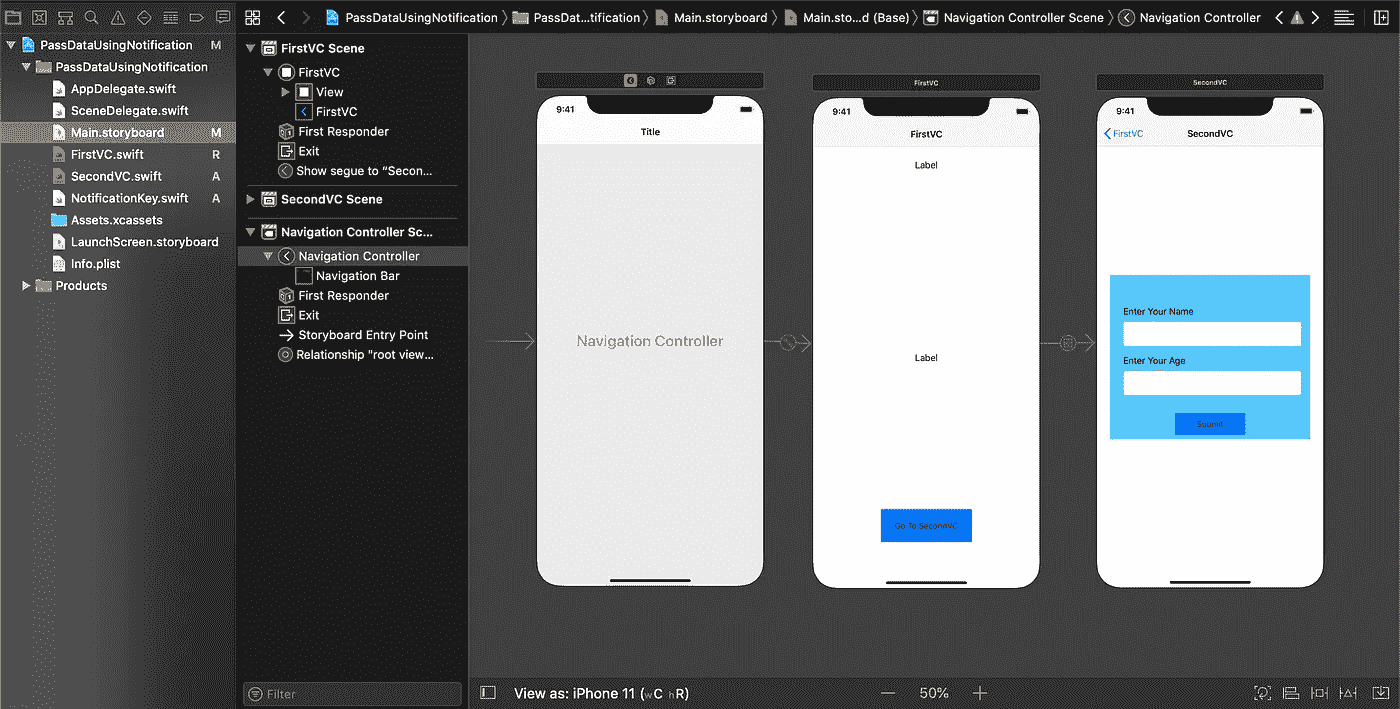 PassDataUsingNotification
PassDat...tification
Main.storyboard
Main.sto...d (Base)
Navigation Controller Scene
Navigation Controller
PassDataUsingNotification M
PassDataUsingNotification
AppDelegate.swift
SceneDelegate.swift
Main.storyboard M
FirstVC.swift R
SecondVC.swift A
NotificationKey.swift A
Assets.xcassets
LaunchScreen.storyboard
Info.plist
Products
FirstVC Scene
FirstVC
View
FirstVC
First Responder
Exit
Show segue to “Secon...
SecondVC Scene
Navigation Controller Sc...
Navigation Controller
Navigation Bar
First Responder
Exit
Storyboard Entry Point
Relationship "root view...
Filter
9:41
Title
Navigation Controller
FirstVC
9:41
FirstVC
Label
Label
Go To SecondVC
SecondVC
9:41
FirstVC
SecondVC
Enter Your Name
Enter Your Age
Submit
View as: iPhone 11 (wC hR)
50%